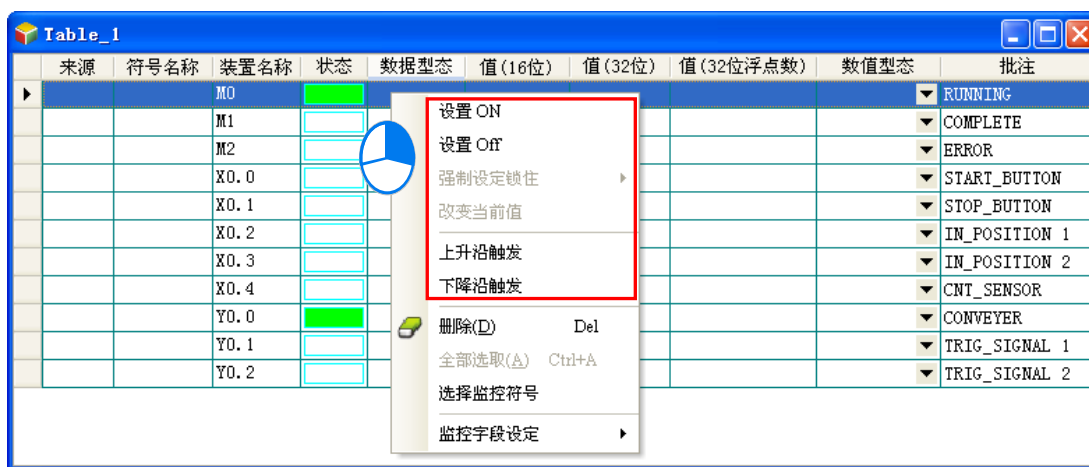 Table_1
来源 符号名称 装置名称 状态 数据型态 值(16位) 值(32位) 值(32位浮点数) 数值型态 批注
M0 RUNNING
M1 COMPLETE
M2 ERROR
X0.0 START_BUTTON
X0.1 STOP_BUTTON
X0.2 IN_POSITION 1
X0.3 IN_POSITION 2
X0.4 CNT_SENSOR
Y0.0 CONVEYER
Y0.1 TRIG_SIGNAL 1
Y0.2 TRIG_SIGNAL 2
设置 ON
设置 Off
强制设定锁住
改变当前值
上升沿触发
下降沿触发
删除(D) Del
全部选取(A) Ctrl+A
选择监控符号
监控字段设定